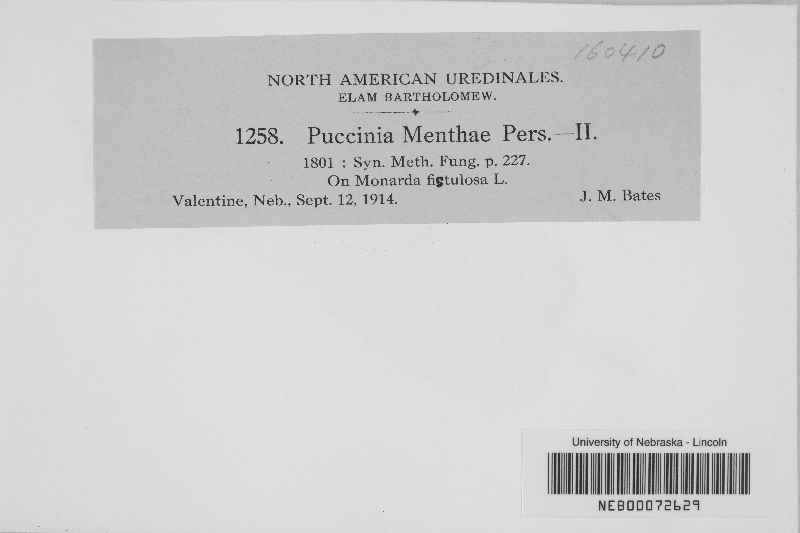 160410
NORTH AMERICAN UREDINALES.
ELAM BARTHOLOMEW.
1258. Puccinia Menthae Pers.—II.
1801 : Syn. Meth. Fung. p. 227.
On Monarda fistulosa L.
Valentine, Neb., Sept. 12, 1914. J. M. Bates
University of Nebraska - Lincoln
NEB00072629